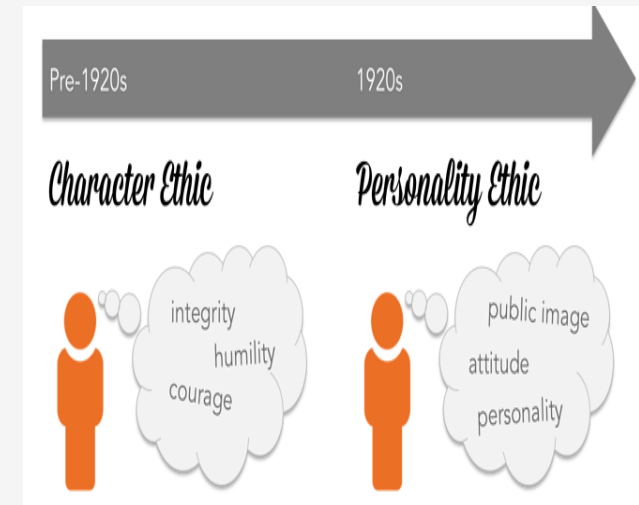 Pre-1920s
1920s
Character Ethic
Personality Ethic
integrity
humility
courage
public image
attitude
personality